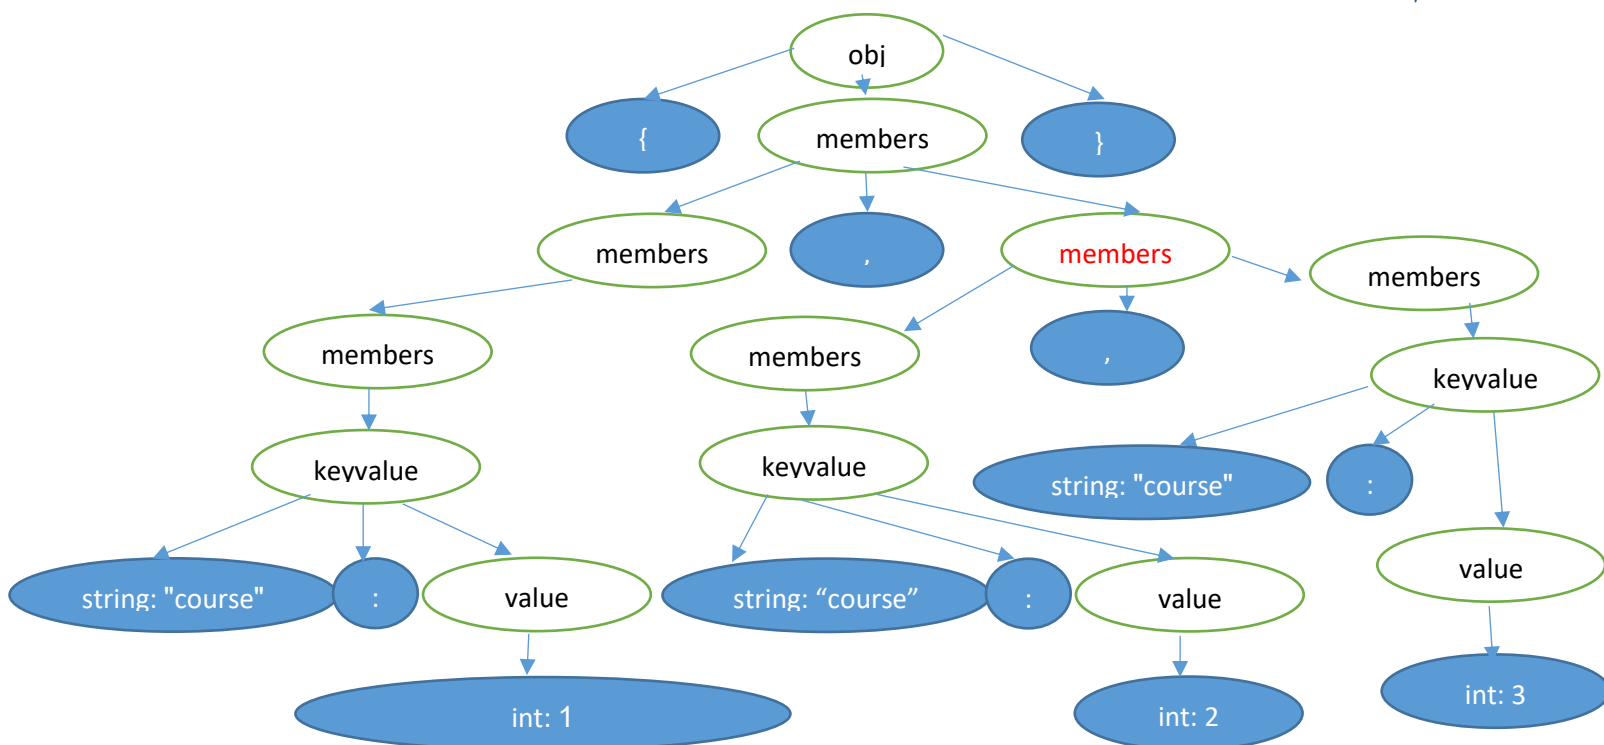 obj
{
members
}
members
,
members
members
members
members
,
keyvalue
keyvalue
keyvalue
string: "course"
:
string: "course"
:
value
string: “course”
:
value
value
int: 1
int: 2
int: 3